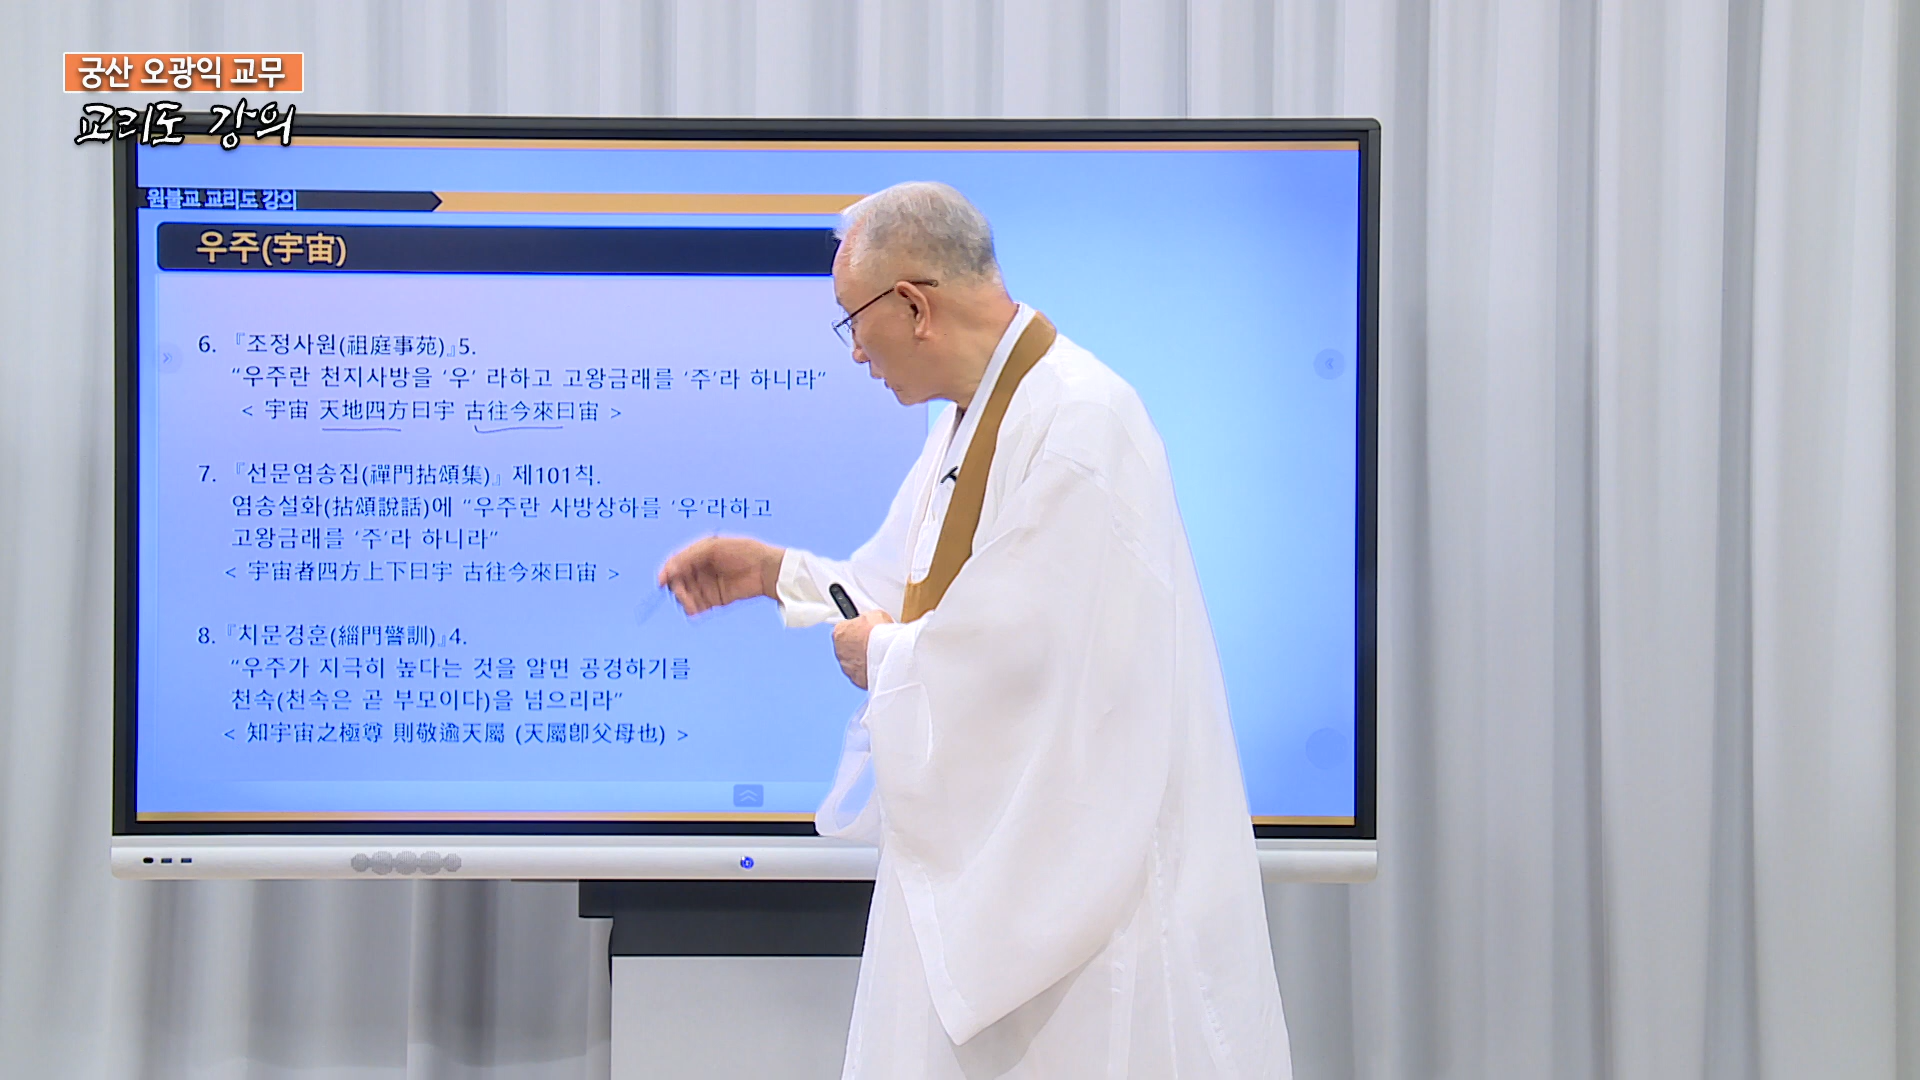 궁산 오광익 교무
교리도 강의
원불교 교리도 강의
우주(宇宙)
6. 『조정사원(祖庭事苑)』5.
“우주란 천지사방을 ‘우’ 라하고 고왕금래를 ‘주’라 하니라”
< 宇宙 天地四方曰宇 古往今來曰宙 >
7. 『선문염송집(禪門拈頌集)』 제101칙.
염송설화(拈頌說話)에 “우주란 사방상하를 ‘우’라하고
고왕금래를 ‘주’라 하니라”
< 宇宙者四方上下曰宇 古往今來曰宙 >
8. 『치문경훈(緇門警訓)』4.
“우주가 지극히 높다는 것을 알면 공경하기를
천속(천속은 곧 부모이다)을 넘으리라”
< 知宇宙之極尊 則敬逾天屬 (天屬卽父母也) >